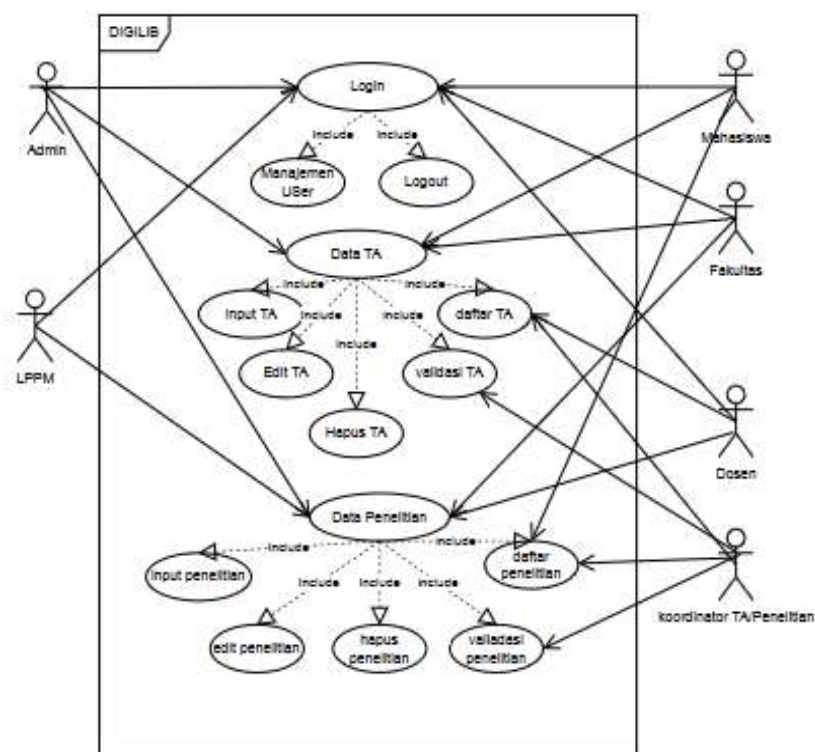 DIGILIB
Login
Admin
Mahasiswa
include
include
Manajemen
USer
Logout
Data TA
Fakultas
include
include
input TA
include
include
daftar TA
include
Edit TA
validasi TA
LPPM
Hapus TA
Dosen
Data Penelitian
include
include
daftar
penelitian
input penelitian
include
include
include
koordinator TA/Penelitian
edit penelitian
hapus
penelitian
valiadasi
penelitian